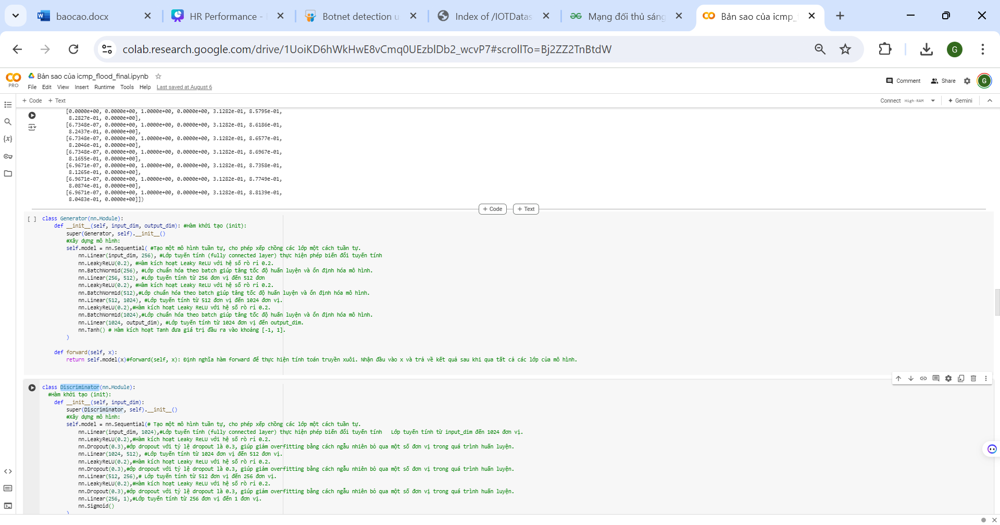 baocao.docx
HR Performance -
Botnet detection u
Index of /IOTDatas
Mạng đối thủ sáng
Bản sao của icmp_f
colab.research.google.com/drive/1UoiKD6hWkHwE8vCmq0UEzblDb2_wcvP7#scrollTo=Bj2ZZ2TnBtdW
G
PRO
Bản sao của icmp_flood_final.ipynb
File Edit View Insert Runtime Tools Help Last saved at August 6
Comment Share G
+ Code + Text
Connect High-RAM Gemini
[0.0000e+00, 0.0000e+00, 1.0000e+00, 0.0000e+00, 3.1282e-01, 8.5795e-01,
8.2827e-01, 0.0000e+00],
[6.7348e-07, 0.0000e+00, 1.0000e+00, 0.0000e+00, 3.1282e-01, 8.6186e-01,
8.2437e-01, 0.0000e+00],
[6.7348e-07, 0.0000e+00, 1.0000e+00, 0.0000e+00, 3.1282e-01, 8.6577e-01,
8.2046e-01, 0.0000e+00],
[6.7348e-07, 0.0000e+00, 1.0000e+00, 0.0000e+00, 3.1282e-01, 8.6967e-01,
8.1655e-01, 0.0000e+00],
[6.9671e-07, 0.0000e+00, 1.0000e+00, 0.0000e+00, 3.1282e-01, 8.7358e-01,
8.1265e-01, 0.0000e+00],
[6.9671e-07, 0.0000e+00, 1.0000e+00, 0.0000e+00, 3.1282e-01, 8.7749e-01,
8.0874e-01, 0.0000e+00],
[6.9671e-07, 0.0000e+00, 1.0000e+00, 0.0000e+00, 3.1282e-01, 8.8139e-01,
8.0483e-01, 0.0000e+00]])
+ Code + Text
[ ] class Generator(nn.Module):
def __init__(self, input_dim, output_dim): #Hàm khởi tạo (init):
super(Generator, self).__init__()
#Xây dựng mô hình:
self.model = nn.Sequential( #Tạo một mô hình tuần tự, cho phép xếp chồng các lớp một cách tuần tự.
nn.Linear(input_dim, 256), #Lớp tuyến tính (fully connected layer) thực hiện phép biến đổi tuyến tính
nn.LeakyReLU(0.2), #Hàm kích hoạt Leaky ReLU với hệ số rò rỉ 0.2.
nn.BatchNorm1d(256), #Lớp chuẩn hóa theo batch giúp tăng tốc độ huấn luyện và ổn định hóa mô hình.
nn.Linear(256, 512), #Lớp tuyến tính từ 256 đơn vị đến 512 đơn
nn.LeakyReLU(0.2), #Hàm kích hoạt Leaky ReLU với hệ số rò rỉ 0.2.
nn.BatchNorm1d(512),#Lớp chuẩn hóa theo batch giúp tăng tốc độ huấn luyện và ổn định hóa mô hình.
nn.Linear(512, 1024), #Lớp tuyến tính từ 512 đơn vị đến 1024 đơn vị.
nn.LeakyReLU(0.2),#Hàm kích hoạt Leaky ReLU với hệ số rò rỉ 0.2.
nn.BatchNorm1d(1024),#Lớp chuẩn hóa theo batch giúp tăng tốc độ huấn luyện và ổn định hóa mô hình.
nn.Linear(1024, output_dim), #Lớp tuyến tính từ 1024 đơn vị đến output_dim.
nn.Tanh() # Hàm kích hoạt Tanh đưa giá trị đầu ra vào khoảng [-1, 1].
)
def forward(self, x):
return self.model(x)#forward(self, x): Định nghĩa hàm forward để thực hiện tính toán truyền xuôi. Nhận đầu vào x và trả về kết quả sau khi qua tất cả các lớp của mô hình.
class Discriminator(nn.Module):
#Hàm khởi tạo (init):
def __init__(self, input_dim):
super(Discriminator, self).__init__()
#Xây dựng mô hình:
self.model = nn.Sequential(# Tạo một mô hình tuần tự, cho phép xếp chồng các lớp một cách tuần tự.
nn.Linear(input_dim, 1024),#Lớp tuyến tính (fully connected layer) thực hiện phép biến đổi tuyến tính Lớp tuyến tính từ input_dim đến 1024 đơn vị.
nn.LeakyReLU(0.2),#Hàm kích hoạt Leaky ReLU với hệ số rò rỉ 0.2.
nn.Dropout(0.3),#ớp dropout với tỷ lệ dropout là 0.3, giúp giảm overfitting bằng cách ngẫu nhiên bỏ qua một số đơn vị trong quá trình huấn luyện.
nn.Linear(1024, 512), #Lớp tuyến tính từ 1024 đơn vị đến 512 đơn vị.
nn.LeakyReLU(0.2),#Hàm kích hoạt Leaky ReLU với hệ số rò rỉ 0.2.
nn.Dropout(0.3),#ớp dropout với tỷ lệ dropout là 0.3, giúp giảm overfitting bằng cách ngẫu nhiên bỏ qua một số đơn vị trong quá trình huấn luyện.
nn.Linear(512, 256),# Lớp tuyến tính từ 512 đơn vị đến 256 đơn vị.
nn.LeakyReLU(0.2),#Hàm kích hoạt Leaky ReLU với hệ số rò rỉ 0.2.
nn.Dropout(0.3),#ớp dropout với tỷ lệ dropout là 0.3, giúp giảm overfitting bằng cách ngẫu nhiên bỏ qua một số đơn vị trong quá trình huấn luyện.
nn.Linear(256, 1),#Lớp tuyến tính từ 256 đơn vị đến 1 đơn vị.
nn.Sigmoid()
)